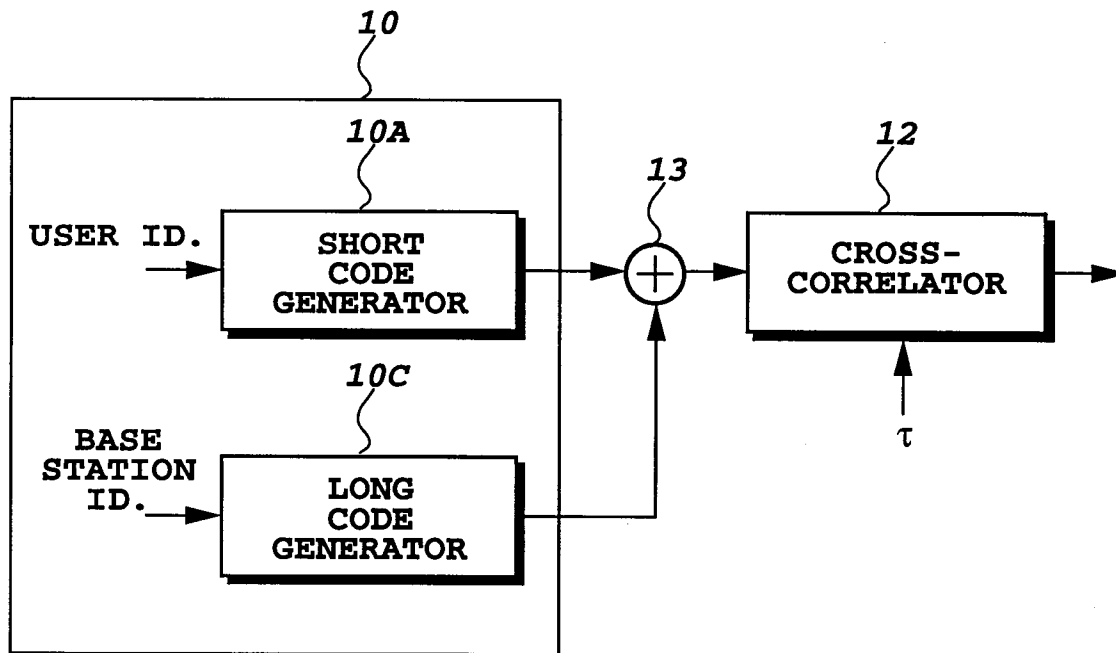 10
10A
12
13
USER ID.
SHORT
CODE
GENERATOR
CROSS-
CORRELATOR
10C
τ
BASE
STATION
ID.
LONG
CODE
GENERATOR